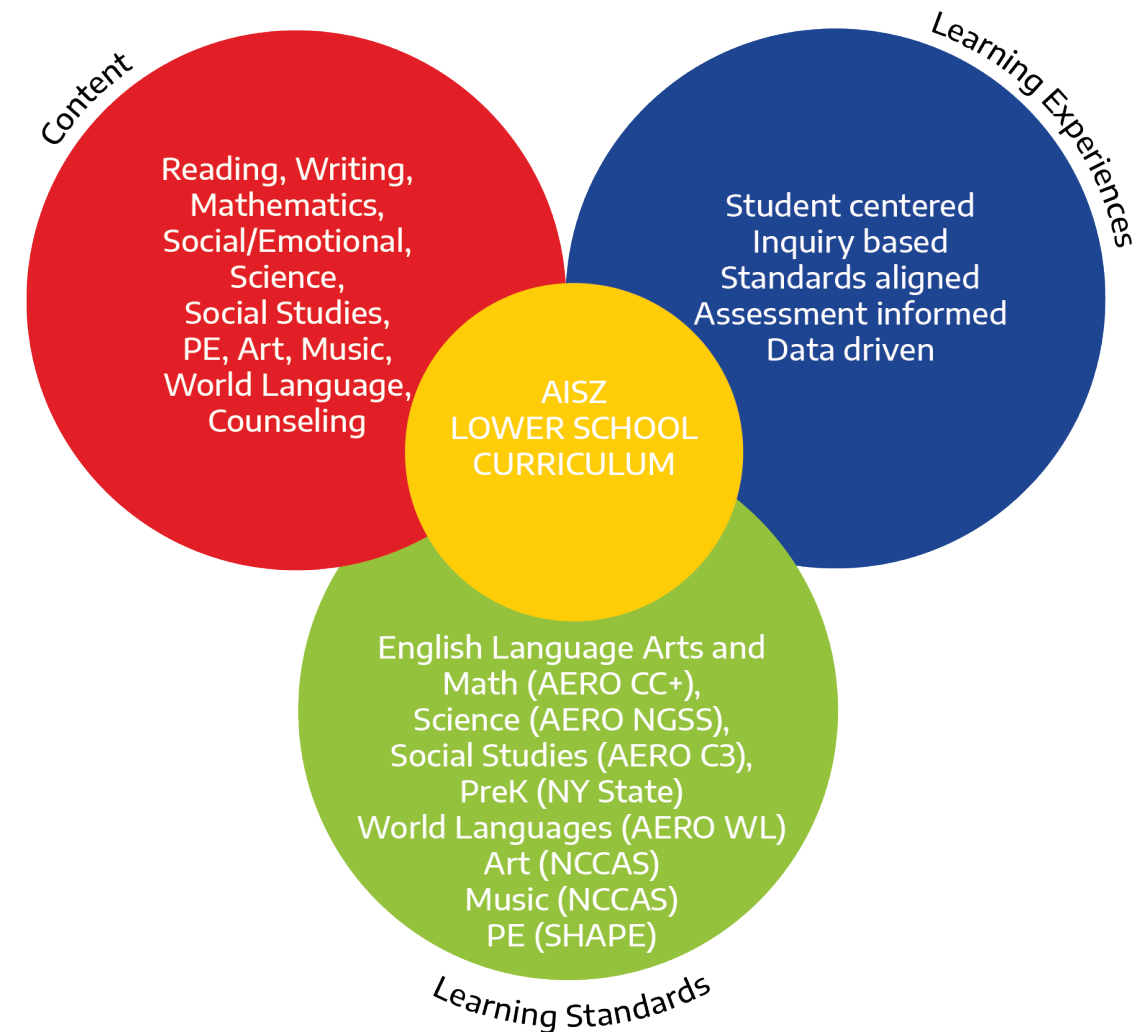 Content
Reading, Writing,
Mathematics,
Social/Emotional,
Science,
Social Studies,
PE, Art, Music,
World Language,
Counseling
Learning Experiences
Student centered
Inquiry based
Standards aligned
Assessment informed
Data driven
AISZ
LOWER SCHOOL
CURRICULUM
English Language Arts and
Math (AERO CC+),
Science (AERO NGSS),
Social Studies (AERO C3),
PreK (NY State)
World Languages (AERO WL)
Art (NCCAS)
Music (NCCAS)
PE (SHAPE)
Learning Standards